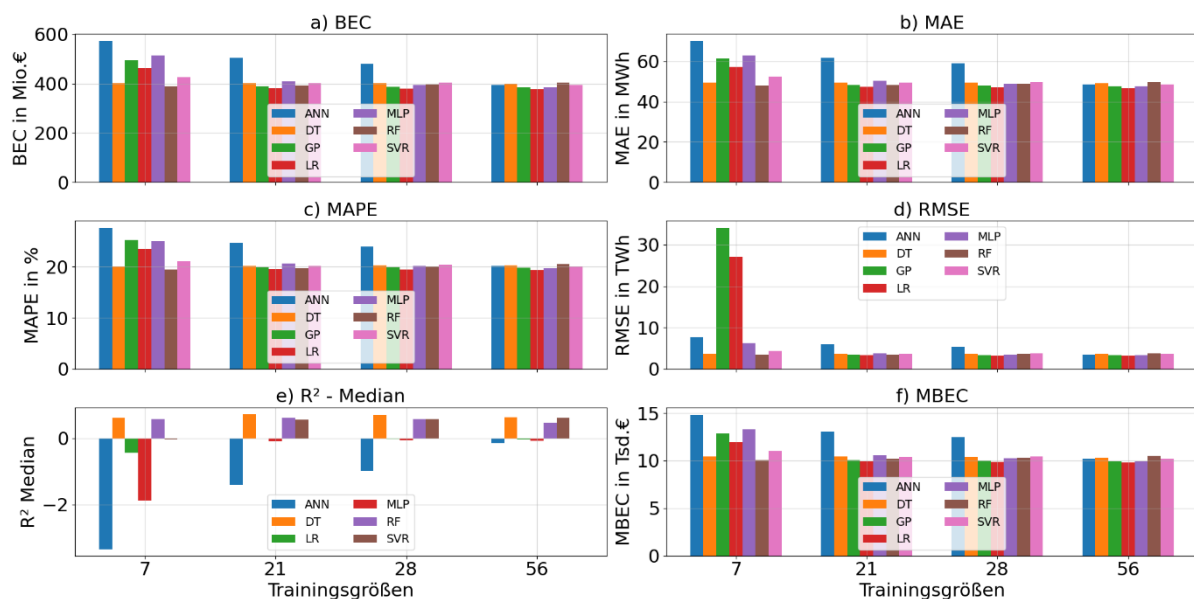 a) BEC
BEC in Mio.€
600
400
200
0
ANN
DT
GP
LR
MLP
RF
SVR
b) MAE
MAE in MWh
60
40
20
0
ANN
DT
GP
LR
MLP
RF
SVR
c) MAPE
MAPE in %
20
10
0
ANN
DT
GP
LR
MLP
RF
SVR
d) RMSE
RMSE in TWh
30
20
10
0
ANN
DT
GP
LR
MLP
RF
SVR
e) R² - Median
R² Median
0
−2
ANN
DT
LR
MLP
RF
SVR
7
21
28
56
Trainingsgrößen
f) MBEC
MBEC in Tsd.€
15
10
5
0
ANN
DT
GP
LR
MLP
RF
SVR
7
21
28
56
Trainingsgrößen